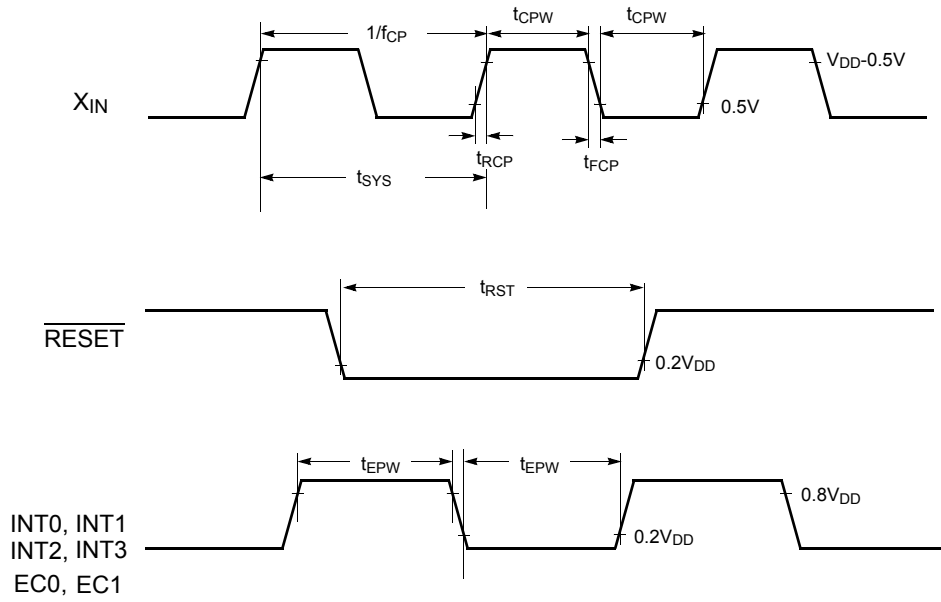 1/fCP
tCPW
tCPW
XIN
VDD-0.5V
0.5V
tRCP
tFCP
tSYS
tRST
RESET
0.2VDD
tEPW
tEPW
0.8VDD
0.2VDD
INT0, INT1
INT2, INT3
EC0, EC1